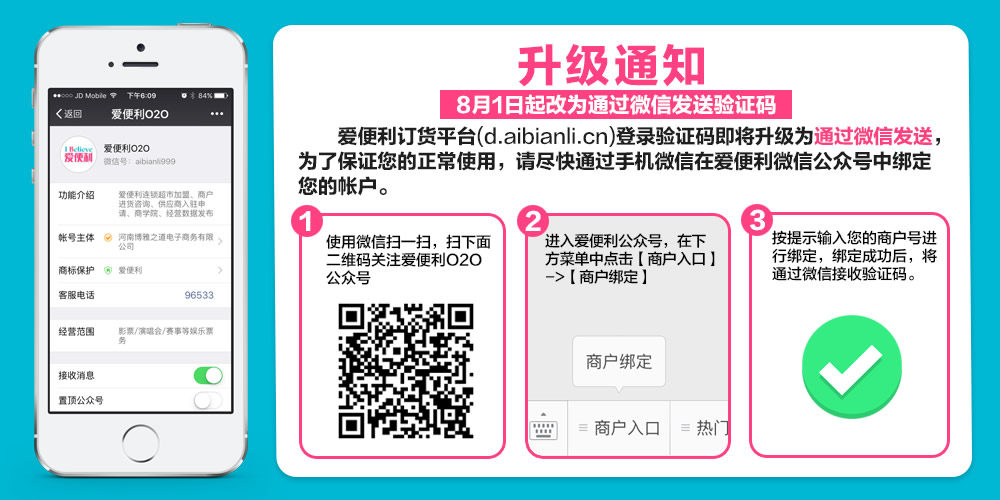 ●●○○○ JD Mobile 下午6:09 84%
返回 爱便利O2O •••
I Believe
爱便利
爱便利O2O
微信号：aibianli999
功能介绍 爱便利连锁超市加盟、商户
进货咨询、供应商入驻申
请、商学院、经营数据发布
帐号主体 河南博雅之道电子商务有限
公司
商标保护 爱便利
客服电话 96533
经营范围 影票/演唱会/赛事等娱乐票
务
接收消息
置顶公众号
升级通知
8月1日起改为通过微信发送验证码
爱便利订货平台(d.aibianli.cn)登录验证码即将升级为通过微信发送，
为了保证您的正常使用，请尽快通过手机微信在爱便利微信公众号中绑定
您的帐户。
1
使用微信扫一扫，扫下面
二维码关注爱便利O2O
公众号
2
进入爱便利公众号，在下
方菜单中点击【商户入口】
->【商户绑定】
商户绑定
商户入口 热门
3
按提示输入您的商户号进
行绑定，绑定成功后，将
通过微信接收验证码。